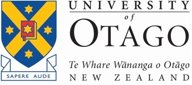 UNIVERSITY
of
OTAGO
Te Whare Wānanga o Otāgo
NEW ZEALAND
SAPERE AUDE